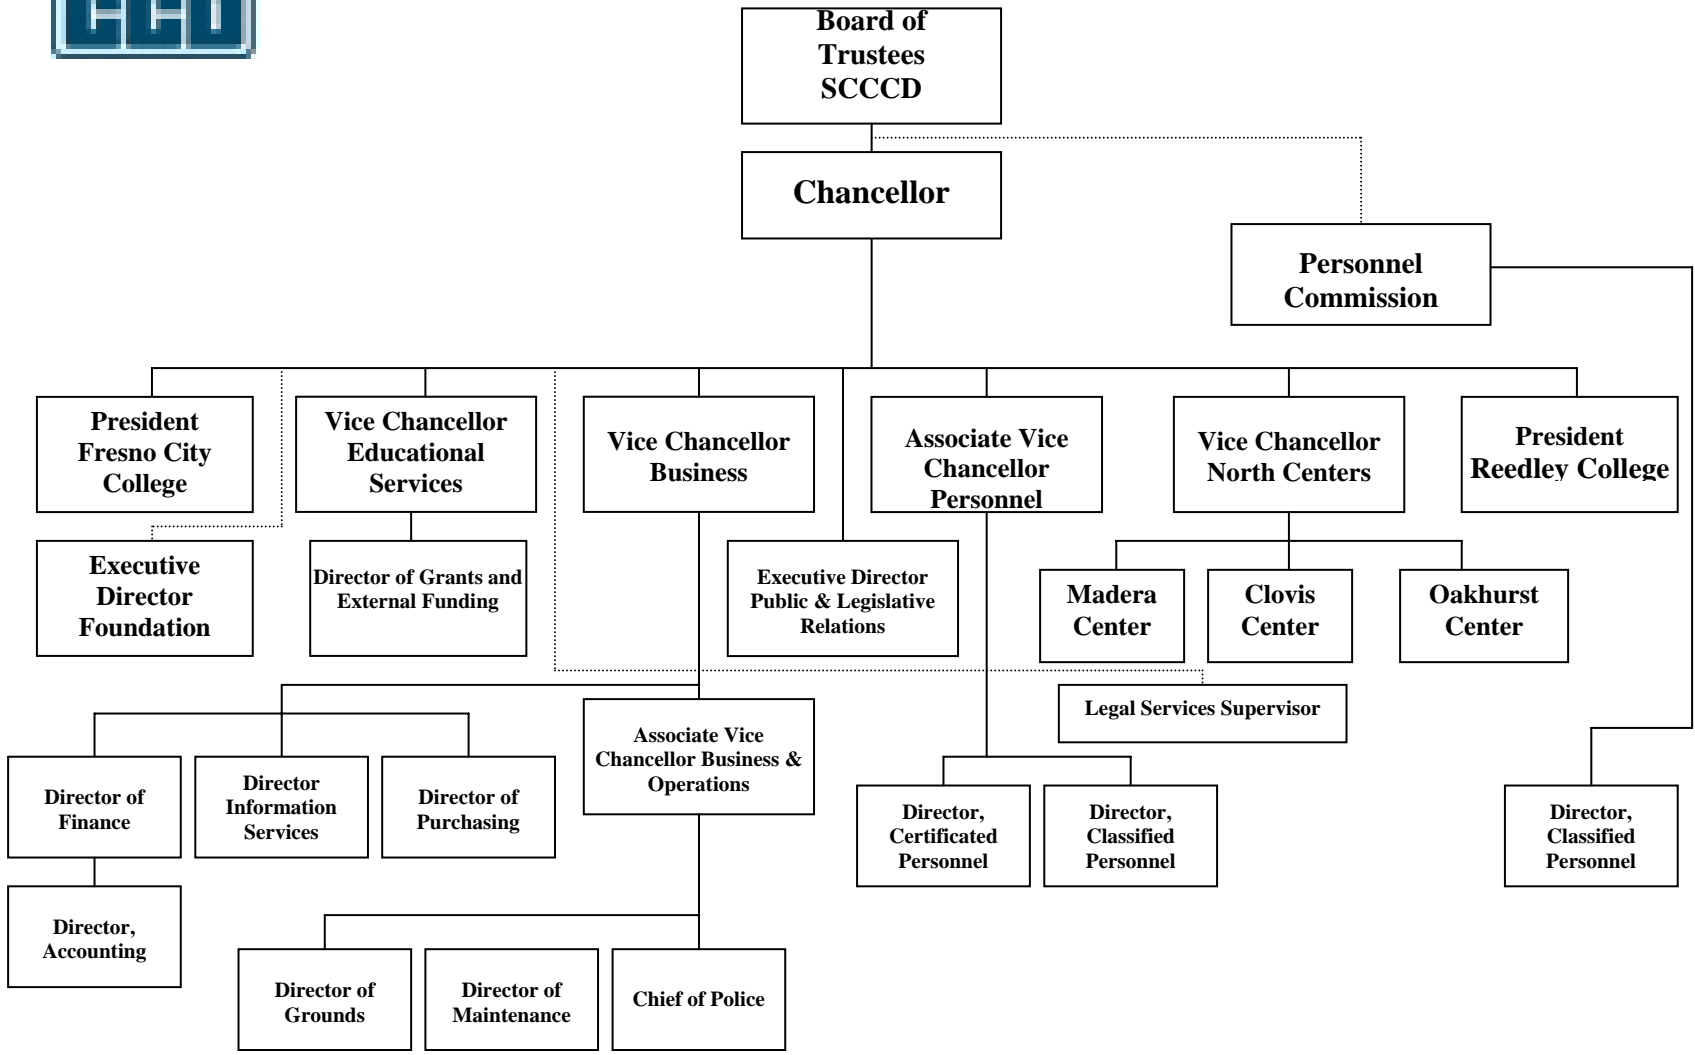 Board of
Trustees
SCCCD
Chancellor
Personnel
Commission
President
Fresno City
College
Vice Chancellor
Educational
Services
Vice Chancellor
Business
Associate Vice
Chancellor
Personnel
Vice Chancellor
North Centers
President
Reedley College
Executive
Director
Foundation
Director of Grants and
External Funding
Executive Director
Public & Legislative
Relations
Madera
Center
Clovis
Center
Oakhurst
Center
Legal Services Supervisor
Associate Vice
Chancellor Business &
Operations
Director of
Finance
Director
Information
Services
Director of
Purchasing
Director,
Certificated
Personnel
Director,
Classified
Personnel
Director,
Classified
Personnel
Director,
Accounting
Director of
Grounds
Director of
Maintenance
Chief of Police